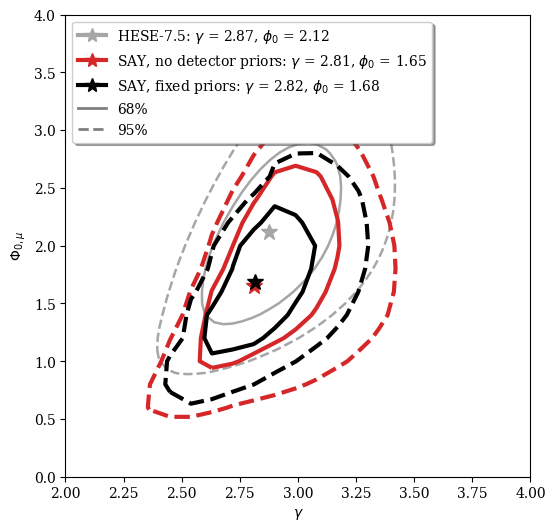 HESE-7.5: γ = 2.87, ϕ₀ = 2.12
SAY, no detector priors: γ = 2.81, ϕ₀ = 1.65
SAY, fixed priors: γ = 2.82, ϕ₀ = 1.68
68%
95%
4.0
3.5
3.0
2.5
2.0
1.5
1.0
0.5
0.0
Φ₀,μ
2.00 2.25 2.50 2.75 3.00 3.25 3.50 3.75 4.00
γ